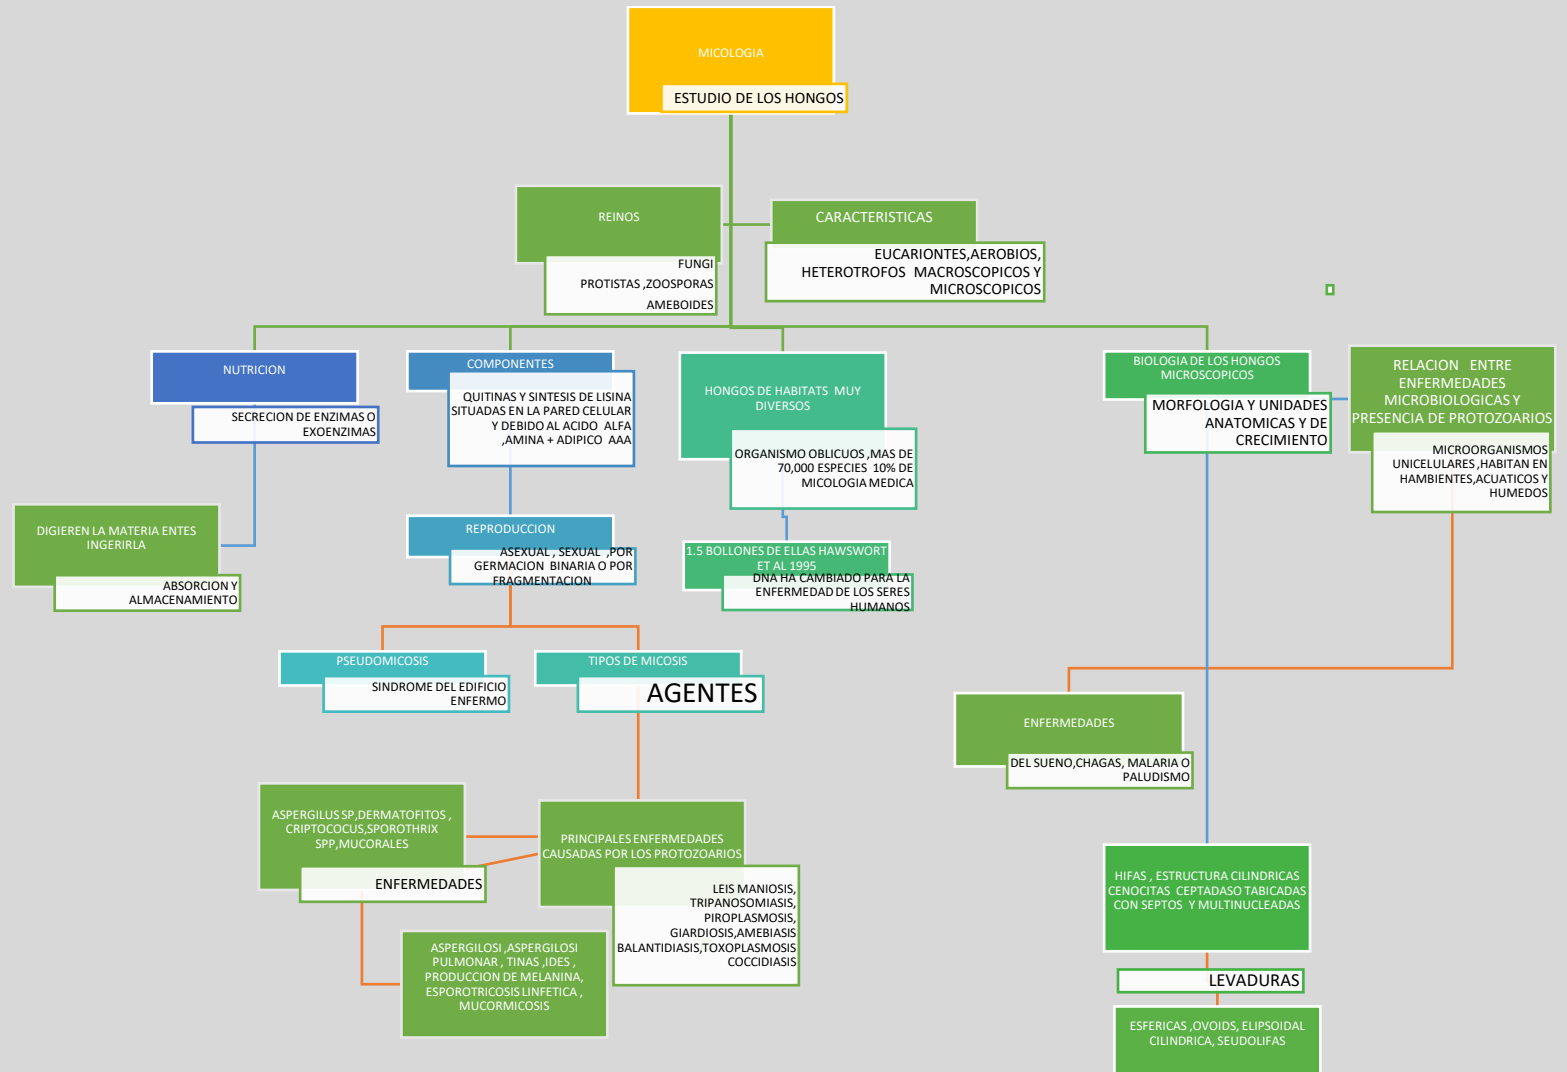 MICOLOGIA
ESTUDIO DE LOS HONGOS
REINOS
FUNGI
PROTISTAS ,ZOOSPORAS
AMEBOIDES
CARACTERISTICAS
EUCARIONTES,AEROBIOS,
HETEROTROFOS MACROSCOPICOS Y
MICROSCOPICOS
NUTRICION
SECRECION DE ENZIMAS O
EXOENZIMAS
DIGIEREN LA MATERIA ENTES
INGERIRLA
ABSORCION Y
ALMACENAMIENTO
COMPONENTES
QUITINAS Y SINTESIS DE LISINA
SITUADAS EN LA PARED CELULAR
Y DEBIDO AL ACIDO ALFA
,AMINA + ADIPICO AAA
REPRODUCCION
ASEXUAL , SEXUAL ,POR
GERMACION BINARIA O POR
FRAGMENTACION
PSEUDOMICOSIS
SINDROME DEL EDIFICIO
ENFERMO
TIPOS DE MICOSIS
AGENTES
ASPERGILUS SP,DERMATOFITOS ,
CRIPTOCOCUS,SPOROTHRIX
SPP,MUCORALES
ENFERMEDADES
PRINCIPALES ENFERMEDADES
CAUSADAS POR LOS PROTOZOARIOS
LEIS MANIOSIS,
TRIPANOSOMIASIS,
PIROPLASMOSIS,
GIARDIOSIS,AMEBIASIS
BALANTIDIASIS,TOXOPLASMOSIS
COCCIDIASIS
ASPERGILOSI ,ASPERGILOSI
PULMONAR , TINAS ,IDES ,
PRODUCCION DE MELANINA,
ESPOROTRICOSIS LINFETICA ,
MUCORMICOSIS
HONGOS DE HABITATS MUY
DIVERSOS
ORGANISMO OBLICUOS ,MAS DE
70,000 ESPECIES 10% DE
MICOLOGIA MEDICA
1.5 BOLLONES DE ELLAS HAWSWORT
ET AL 1995
DNA HA CAMBIADO PARA LA
ENFERMEDAD DE LOS SERES
HUMANOS
BIOLOGIA DE LOS HONGOS
MICROSCOPICOS
MORFOLOGIA Y UNIDADES
ANATOMICAS Y DE
CRECIMIENTO
RELACION ENTRE
ENFERMEDADES
MICROBIOLOGICAS Y
PRESENCIA DE PROTOZOARIOS
MICROORGANISMOS
UNICELULARES ,HABITAN EN
HAMBIENTES,ACUATICOS Y
HUMEDOS
ENFERMEDADES
DEL SUENO,CHAGAS, MALARIA O
PALUDISMO
HIFAS , ESTRUCTURA CILINDRICAS
CENOCITAS CEPTADASO TABICADAS
CON SEPTOS Y MULTINUCLEADAS
LEVADURAS
ESFERICAS ,OVOIDS, ELIPSOIDAL
CILINDRICA, SEUDOLIFAS